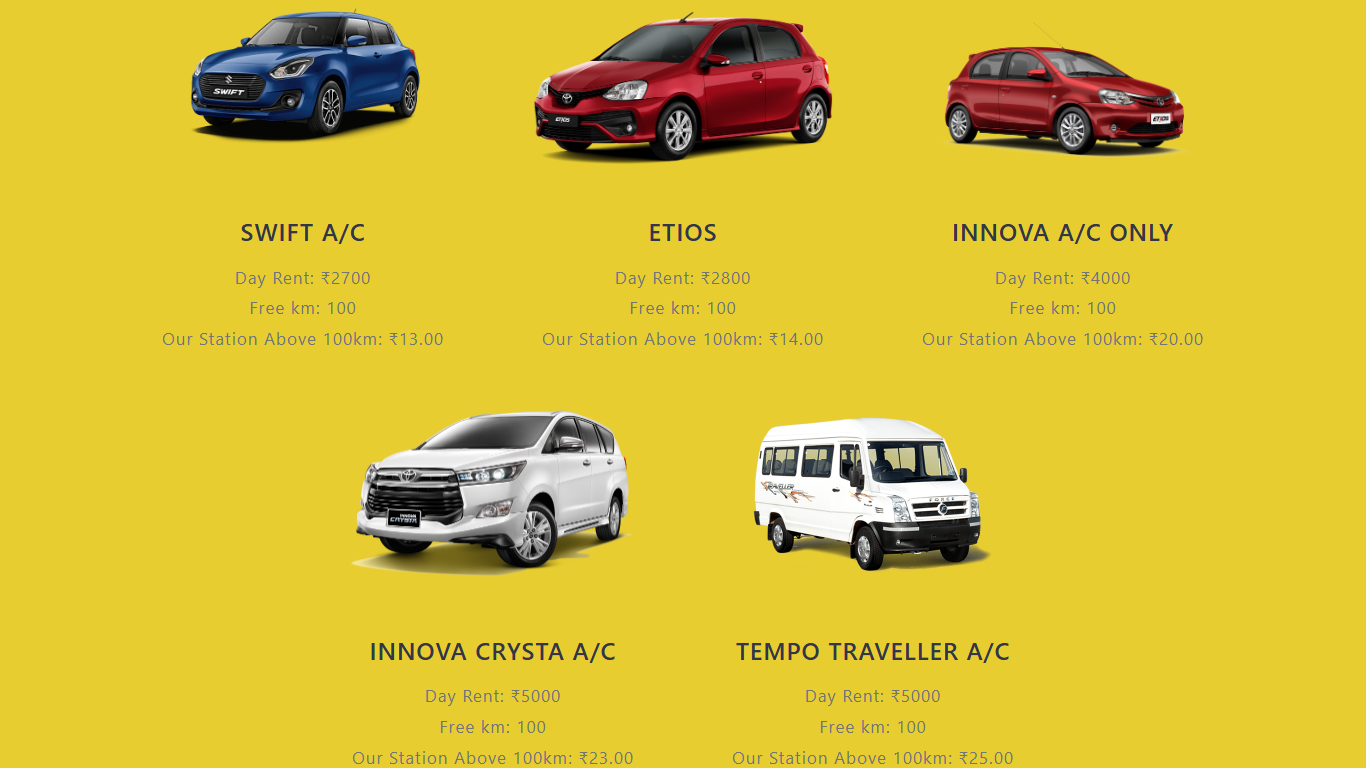 SWIFT
ETIOS
ETIOS
SWIFT A/C
ETIOS
INNOVA A/C ONLY
Day Rent: ₹2700
Day Rent: ₹2800
Day Rent: ₹4000
Free km: 100
Free km: 100
Free km: 100
Our Station Above 100km: ₹13.00
Our Station Above 100km: ₹14.00
Our Station Above 100km: ₹20.00
INNOVA
CRYSTA
TRAVELLER
FORCE
INNOVA CRYSTA A/C
TEMPO TRAVELLER A/C
Day Rent: ₹5000
Day Rent: ₹5000
Free km: 100
Free km: 100
Our Station Above 100km: ₹23.00
Our Station Above 100km: ₹25.00